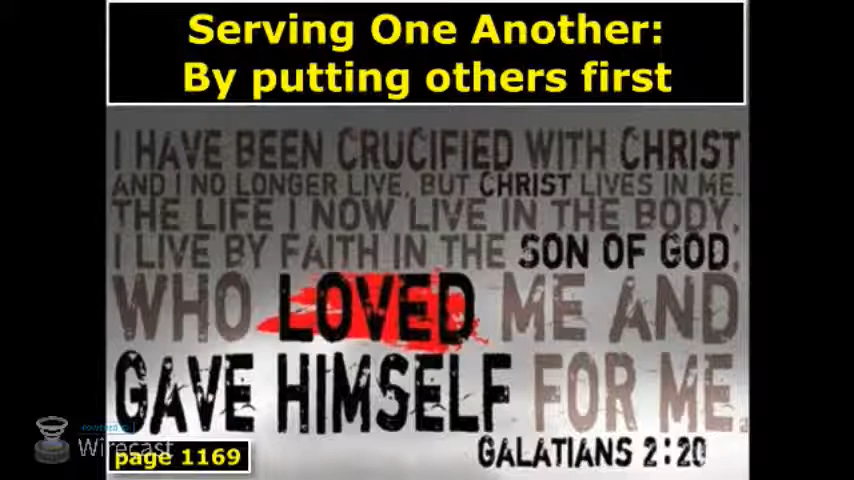 Serving One Another:
By putting others first
I HAVE BEEN CRUCIFIED WITH CHRIST
AND I NO LONGER LIVE, BUT CHRIST LIVES IN ME.
THE LIFE I NOW LIVE IN THE BODY,
I LIVE BY FAITH IN THE SON OF GOD,
WHO LOVED ME AND
GAVE HIMSELF FOR ME.
GALATIANS 2:20
POWERED BY
Wirecast
page 1169